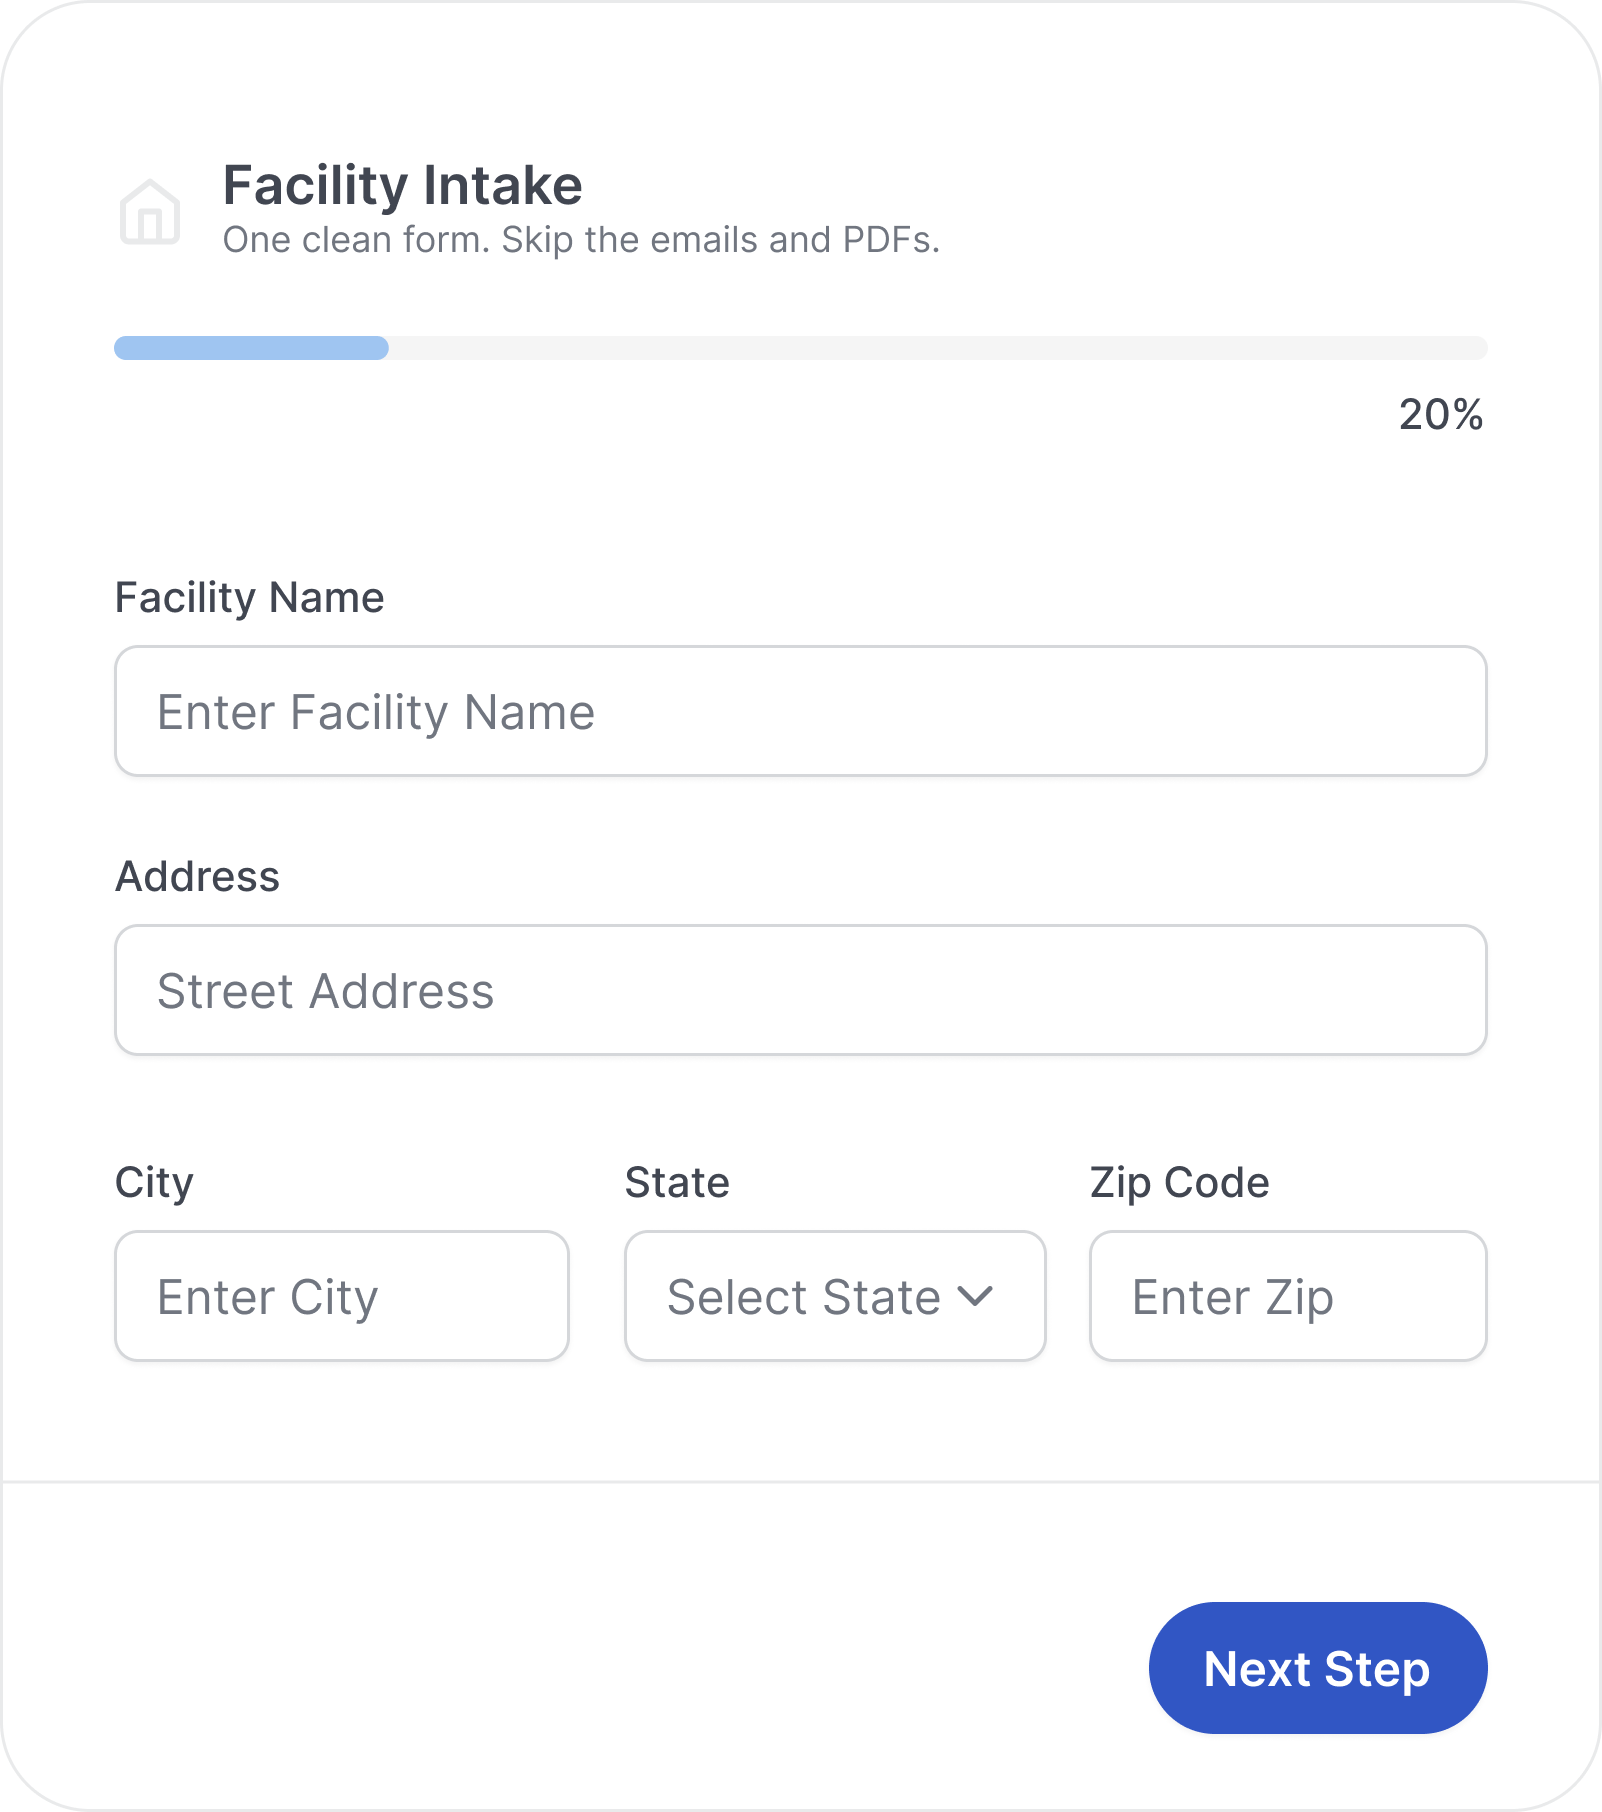 Facility Intake
One clean form. Skip the emails and PDFs.
20%
Facility Name
Enter Facility Name
Address
Street Address
City
State
Zip Code
Enter City
Select State
Enter Zip
Next Step